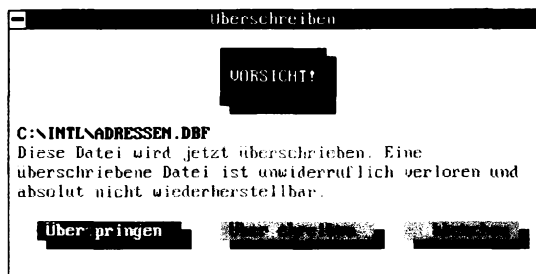 Überschreiben
VORSICHT!
C:\INTL\ADRESSEN.DBF
Diese Datei wird jetzt überschrieben. Eine
überschriebene Datei ist unwiderruflich verloren und
absolut nicht wiederherstellbar.
Überspringen